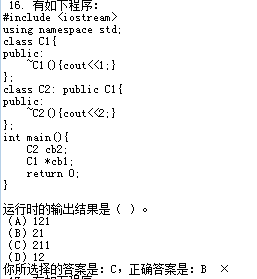 16. 有如下程序:
#include <iostream>
using namespace std;
class C1{
public:
~C1(){cout<<1;}
};
class C2: public C1{
public:
~C2(){cout<<2;}
};
int main(){
C2 cb2;
C1 *cb1;
return 0;
}
运行时的输出结果是（ ）。
(A) 121
(B) 21
(C) 211
(D) 12
你所选择的答案是：C，正确答案是：B ×